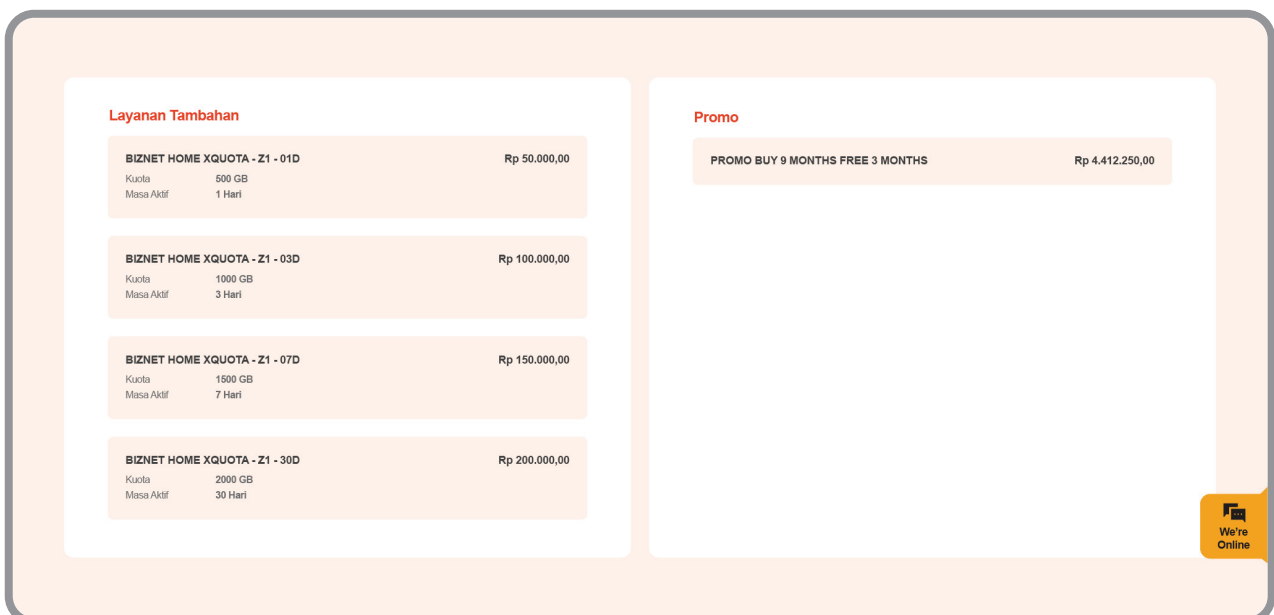 Layanan Tambahan
BIZNET HOME XQUOTA - Z1 - 01D Rp 50.000,00
Kuota 500 GB
Masa Aktif 1 Hari
BIZNET HOME XQUOTA - Z1 - 03D Rp 100.000,00
Kuota 1000 GB
Masa Aktif 3 Hari
BIZNET HOME XQUOTA - Z1 - 07D Rp 150.000,00
Kuota 1500 GB
Masa Aktif 7 Hari
BIZNET HOME XQUOTA - Z1 - 30D Rp 200.000,00
Kuota 2000 GB
Masa Aktif 30 Hari
Promo
PROMO BUY 9 MONTHS FREE 3 MONTHS Rp 4.412.250,00
We're
Online